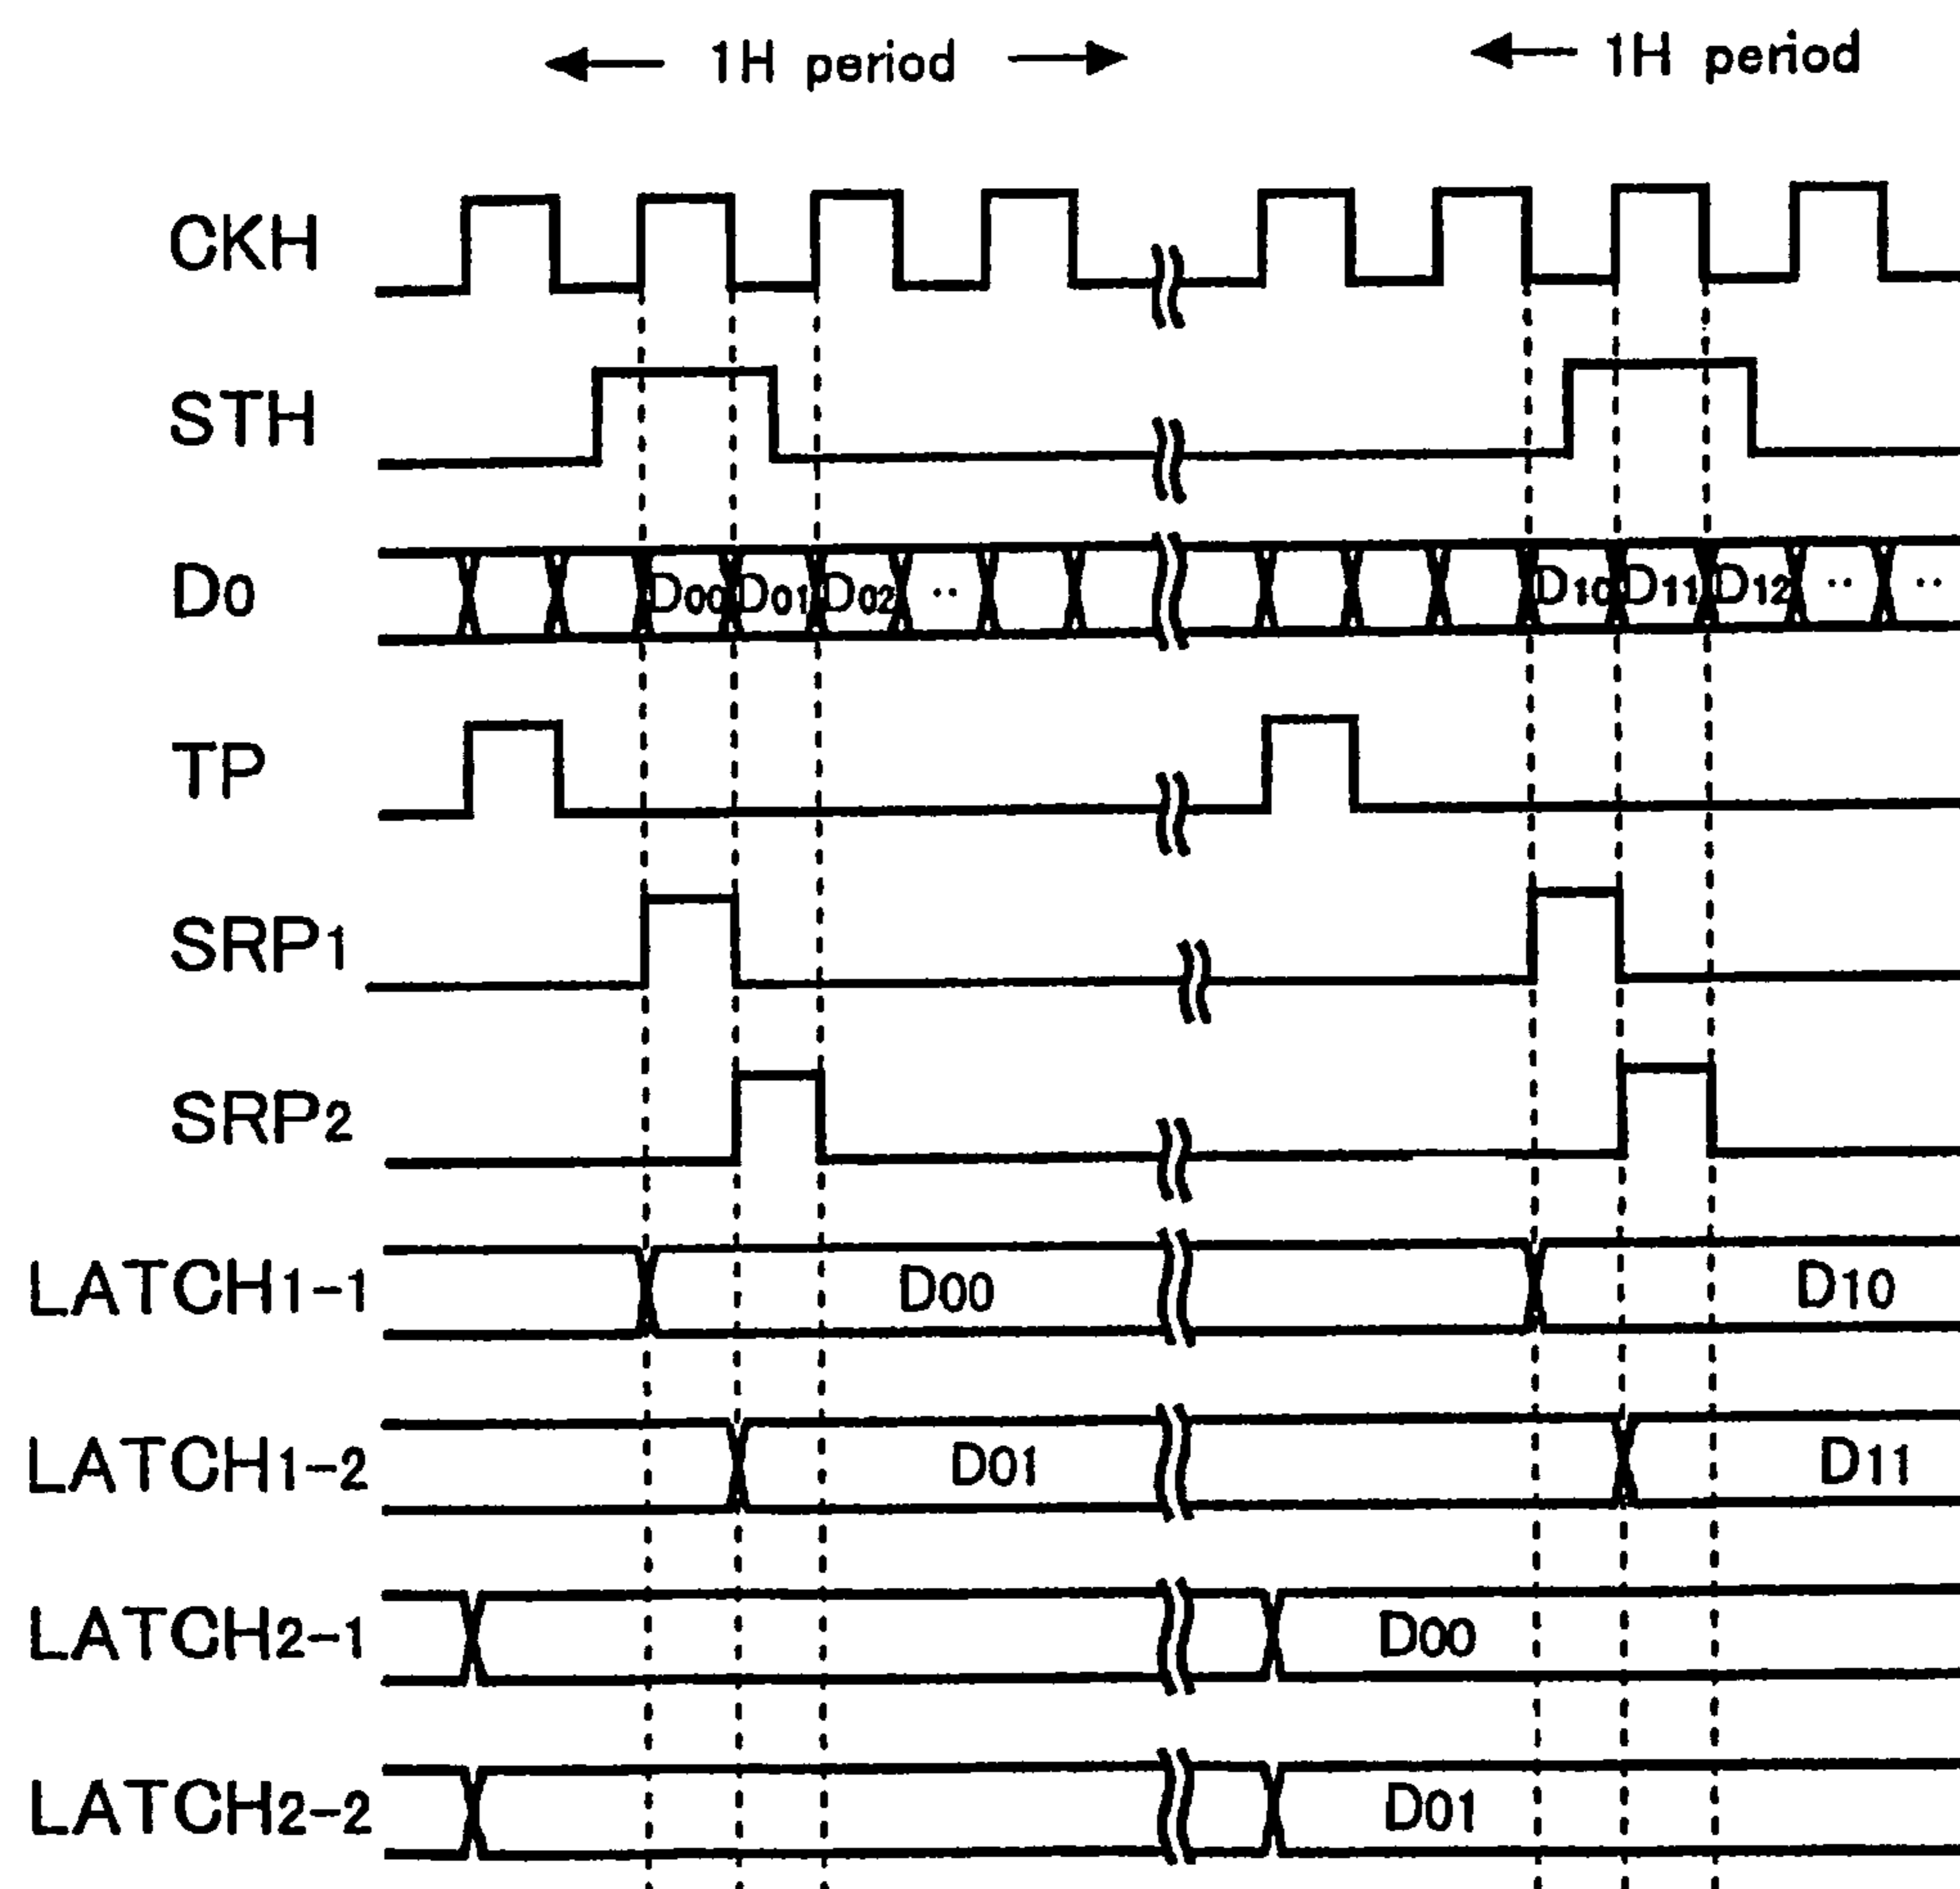 1H period 1H period
CKH
STH
D0 D00 D01 D02 ·· D10 D11 D12 ·· ··
TP
SRP1
SRP2
LATCH1-1 D00 D10
LATCH1-2 D01 D11
LATCH2-1 D00
LATCH2-2 D01